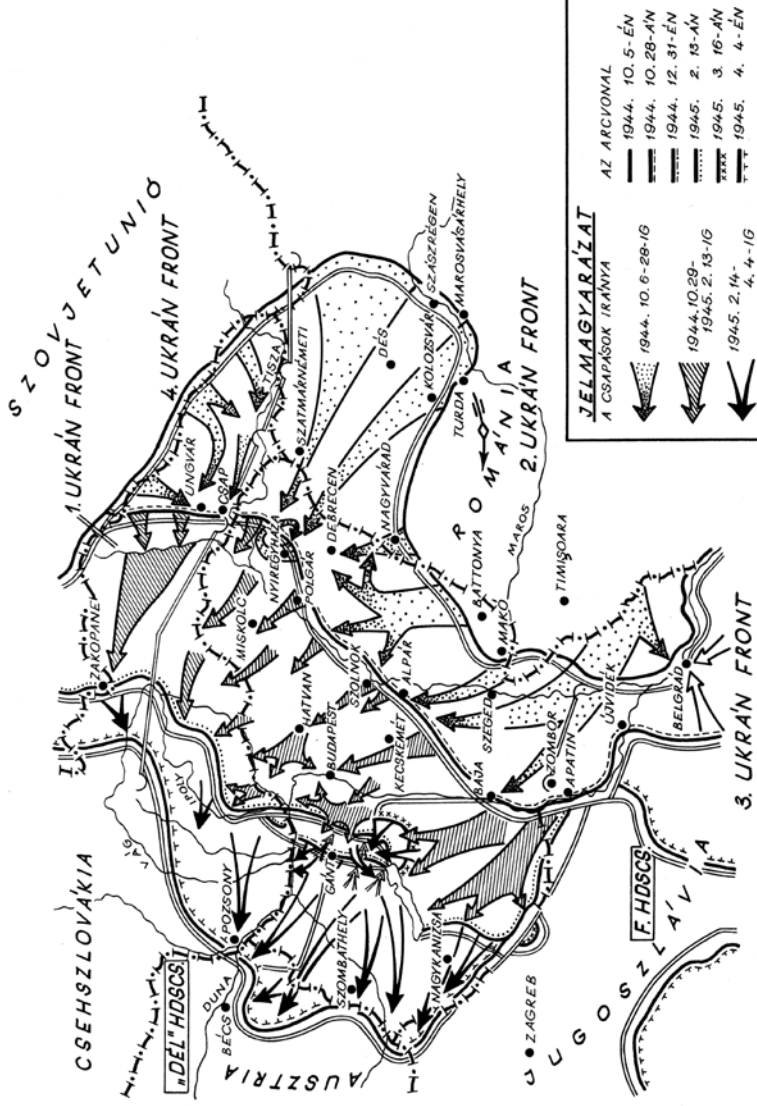 SZOVJETUNIÓ
CSEHSZLOVÁKIA
1. UKRÁN FRONT
4. UKRÁN FRONT
ZAKOPANE
VÁG
IPOLY
UNGVÁR
CSAP
TISZA
„DÉL" HDSCS
POZSONY
DUNA
BÉCS
AUSZTRIA
MISKOLC
NYÍREGYHÁZA
SZATMÁRNÉMETI
POLGÁR
HATVAN
DEBRECEN
BUDAPEST
GÁNT
SZOMBATHELY
SZOLNOK
KECSKEMÉT
ALPÁR
NAGYVÁRAD
DÉS
KOLOZSVÁR
SZÁSZRÉGEN
MAROSVÁSÁRHELY
TURDA
NAGYKANIZSA
BAJA
SZEGED
MAKÓ
BATTONYA
MAROS
ROMÁNIA
2. UKRÁN FRONT
ZOMBOR
APATIN
ÚJVIDÉK
TIMIȘOARA
BELGRÁD
ZAGREB
F. HDSCS
JUGOSZLÁVIA
3. UKRÁN FRONT
JELMAGYARÁZAT
A CSAPÁSOK IRÁNYA
1944. 10. 6-28-IG
1944. 10. 29-
1945. 2. 13-IG
1945. 2. 14-
4. 4-IG
AZ ARCVONAL
1944. 10. 5-ÉN
1944. 10. 28-ÁN
1944. 12. 31-ÉN
1945. 2. 13-ÁN
1945. 3. 16-ÁN
1945. 4. 4-ÉN